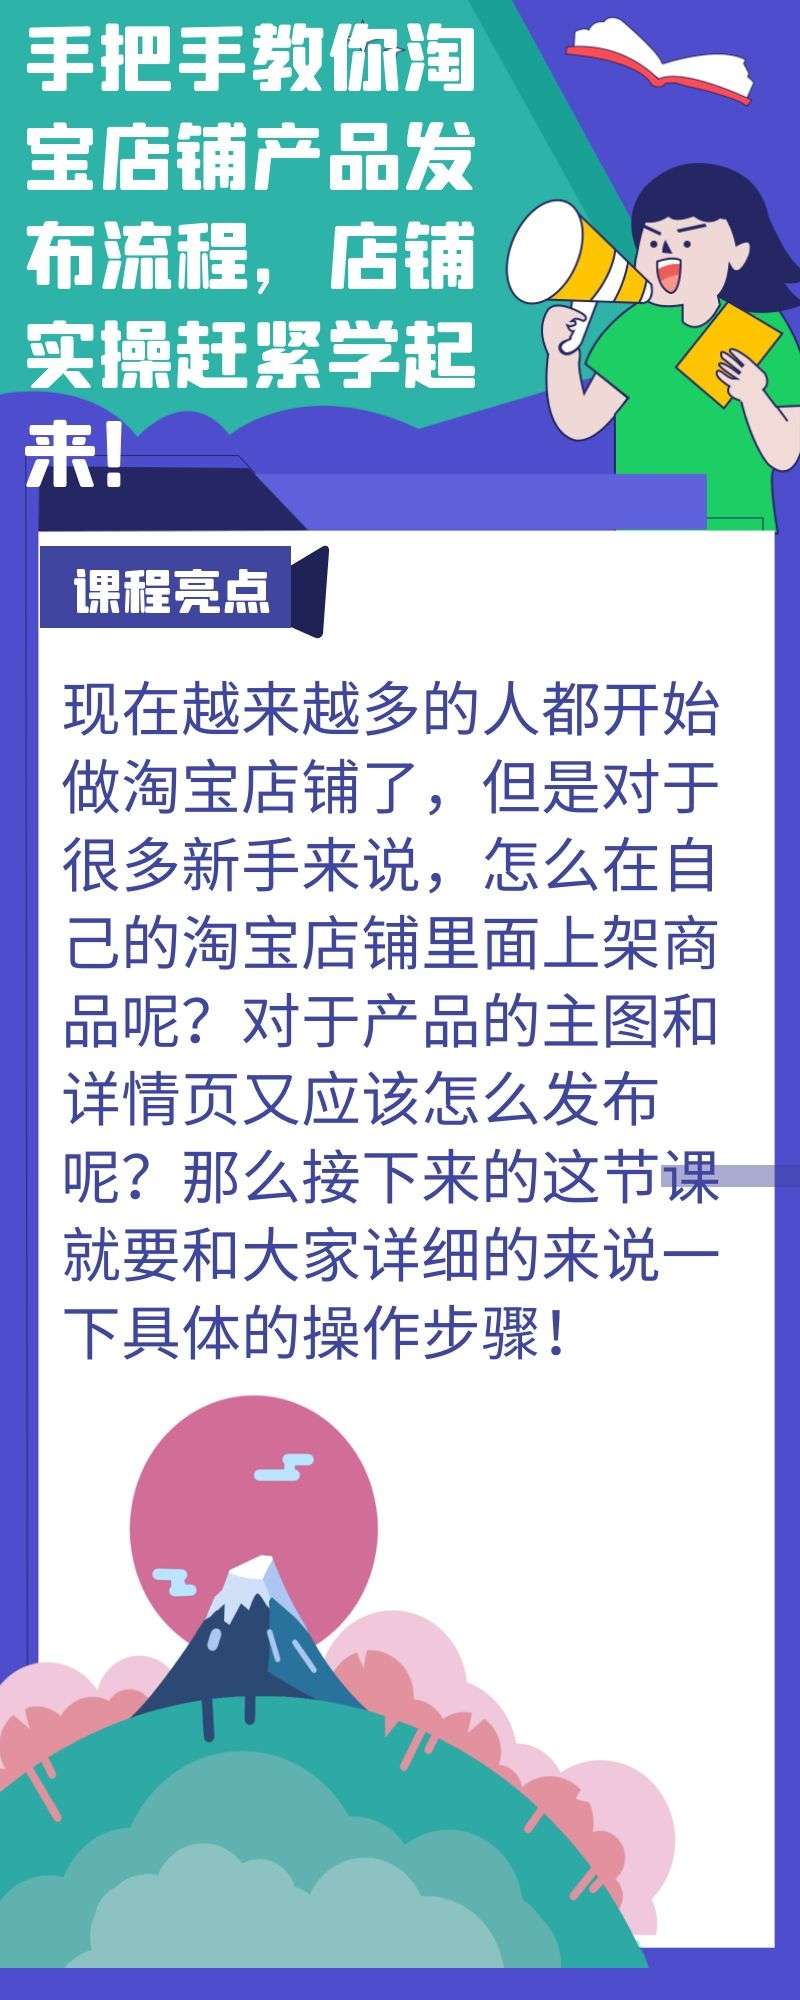 手把手教你淘
宝店铺产品发
布流程，店铺
实操赶紧学起
来!
课程亮点
现在越来越多的人都开始
做淘宝店铺了，但是对于
很多新手来说，怎么在自
己的淘宝店铺里面上架商
品呢？对于产品的主图和
详情页又应该怎么发布
呢？那么接下来的这节课
就要和大家详细的来说一
下具体的操作步骤！